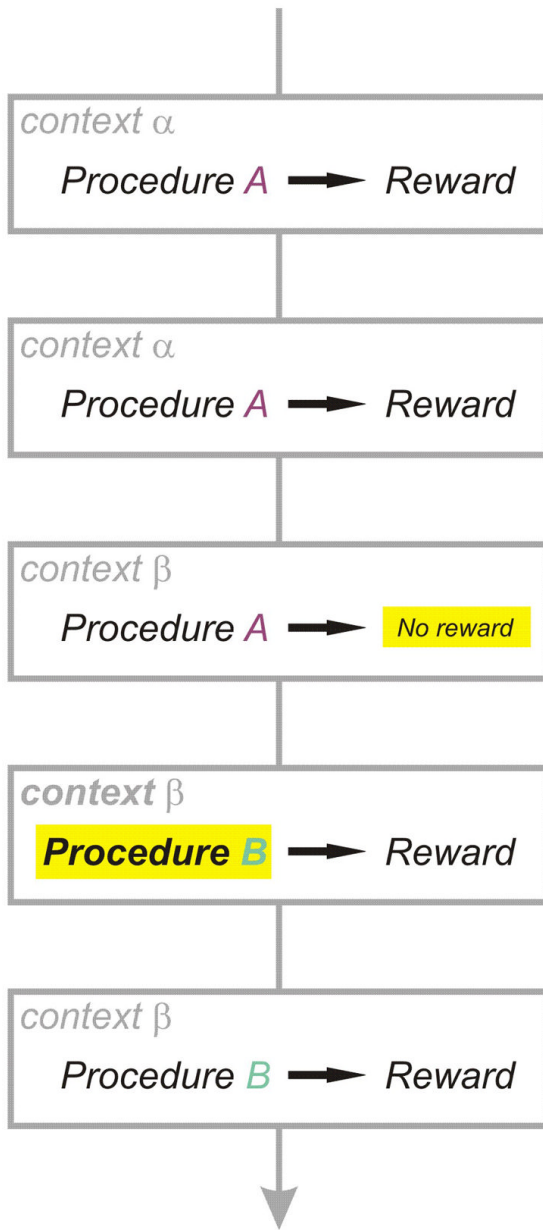 context α
Procedure A Reward
context α
Procedure A Reward
context β
Procedure A No reward
context β
Procedure B Reward
context β
Procedure B Reward